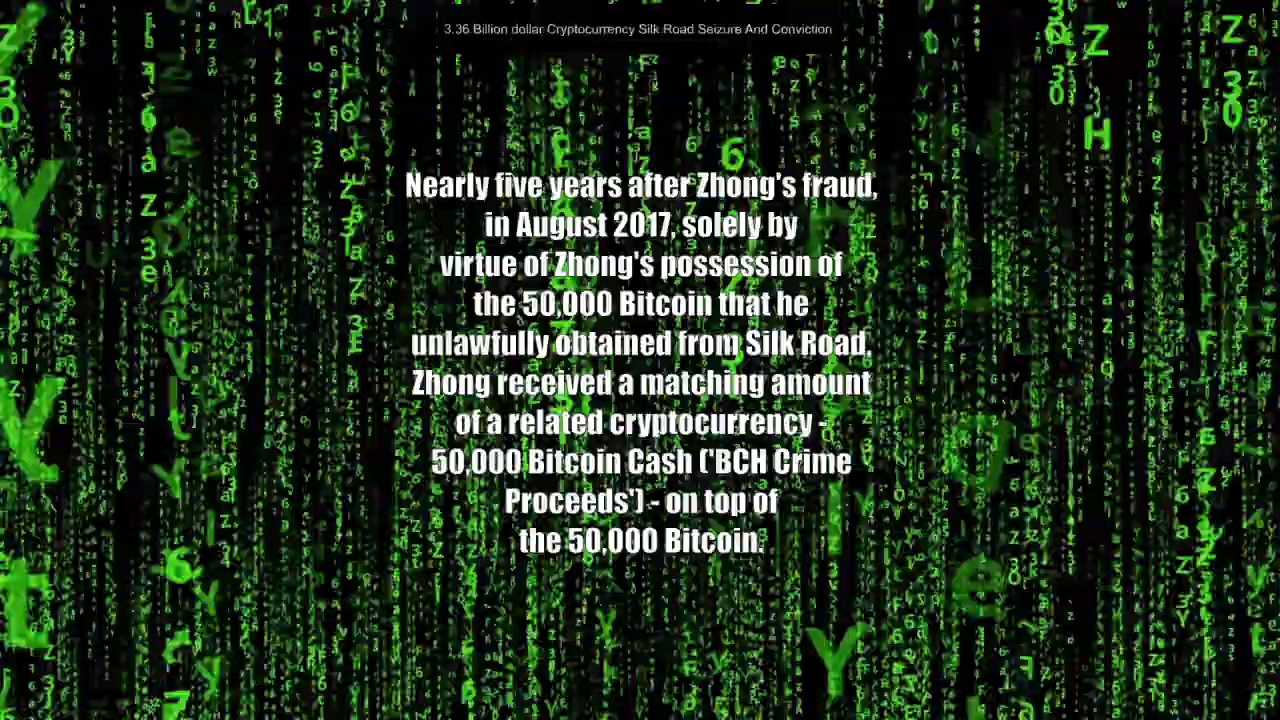 3.36 Billion dollar Cryptocurrency Silk Road Seizure And Conviction
Nearly five years after Zhong's fraud,
in August 2017, solely by
virtue of Zhong's possession of
the 50,000 Bitcoin that he
unlawfully obtained from Silk Road,
Zhong received a matching amount
of a related cryptocurrency -
50,000 Bitcoin Cash ('BCH Crime
Proceeds') - on top of
the 50,000 Bitcoin.